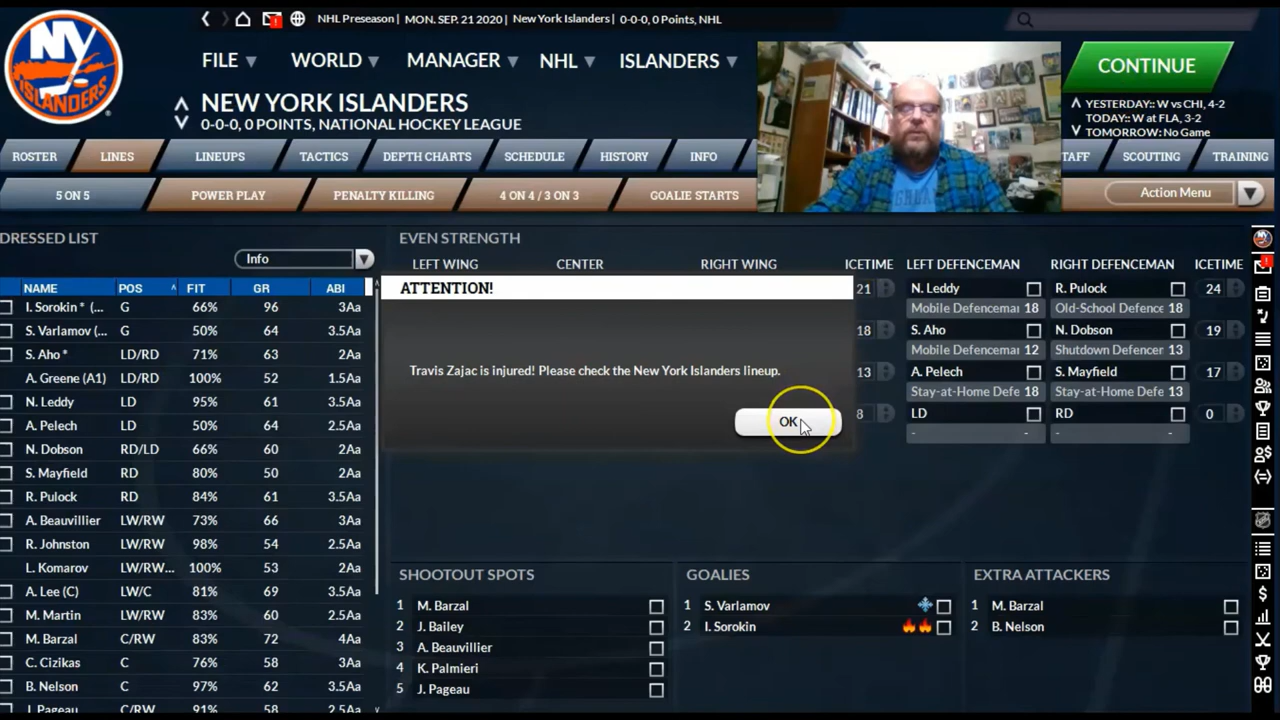 NY
ISLANDERS
NHL Preseason | MON. SEP. 21 2020 | New York Islanders | 0-0-0, 0 Points, NHL
FILE WORLD MANAGER NHL ISLANDERS
CONTINUE
NEW YORK ISLANDERS
0-0-0, 0 POINTS, NATIONAL HOCKEY LEAGUE
YESTERDAY:: W vs CHI, 4-2
TODAY:: W at FLA, 3-2
TOMORROW: No Game
ROSTER LINES LINEUPS TACTICS DEPTH CHARTS SCHEDULE HISTORY INFO TAFF SCOUTING TRAINING
5 ON 5 POWER PLAY PENALTY KILLING 4 ON 4 / 3 ON 3 GOALIE STARTS Action Menu
DRESSED LIST
Info
NAME POS FIT GR ABI
I. Sorokin * (... G 66% 96 3Aa
S. Varlamov (... G 50% 64 3.5Aa
S. Aho * LD/RD 71% 63 2Aa
A. Greene (A1) LD/RD 100% 52 1.5Aa
N. Leddy LD 95% 61 3.5Aa
A. Pelech LD 50% 64 2.5Aa
N. Dobson RD/LD 66% 60 2Aa
S. Mayfield RD 80% 50 2Aa
R. Pulock RD 84% 61 3.5Aa
A. Beauvillier LW/RW 73% 66 3Aa
R. Johnston LW/RW 98% 54 2.5Aa
L. Komarov LW/RW... 100% 53 2Aa
A. Lee (C) LW/C 81% 69 3.5Aa
M. Martin LW/RW 83% 60 2.5Aa
M. Barzal C/RW 83% 72 4Aa
C. Cizikas C 76% 58 3Aa
B. Nelson C 97% 62 3.5Aa
J. Pageau C/RW 91% 58 2.5Aa
EVEN STRENGTH
LEFT WING CENTER RIGHT WING ICETIME LEFT DEFENCEMAN RIGHT DEFENCEMAN ICETIME
21 N. Leddy R. Pulock 24
Mobile Defenceman 18 Old-School Defence 18
18 S. Aho N. Dobson 19
Mobile Defenceman 12 Shutdown Defencer 13
13 A. Pelech S. Mayfield 17
Stay-at-Home Defe 18 Stay-at-Home Defe 13
8 LD RD 0
- - - -
ATTENTION!
Travis Zajac is injured! Please check the New York Islanders lineup.
OK
SHOOTOUT SPOTS
1 M. Barzal
2 J. Bailey
3 A. Beauvillier
4 K. Palmieri
5 J. Pageau
GOALIES
1 S. Varlamov
2 I. Sorokin
EXTRA ATTACKERS
1 M. Barzal
2 B. Nelson